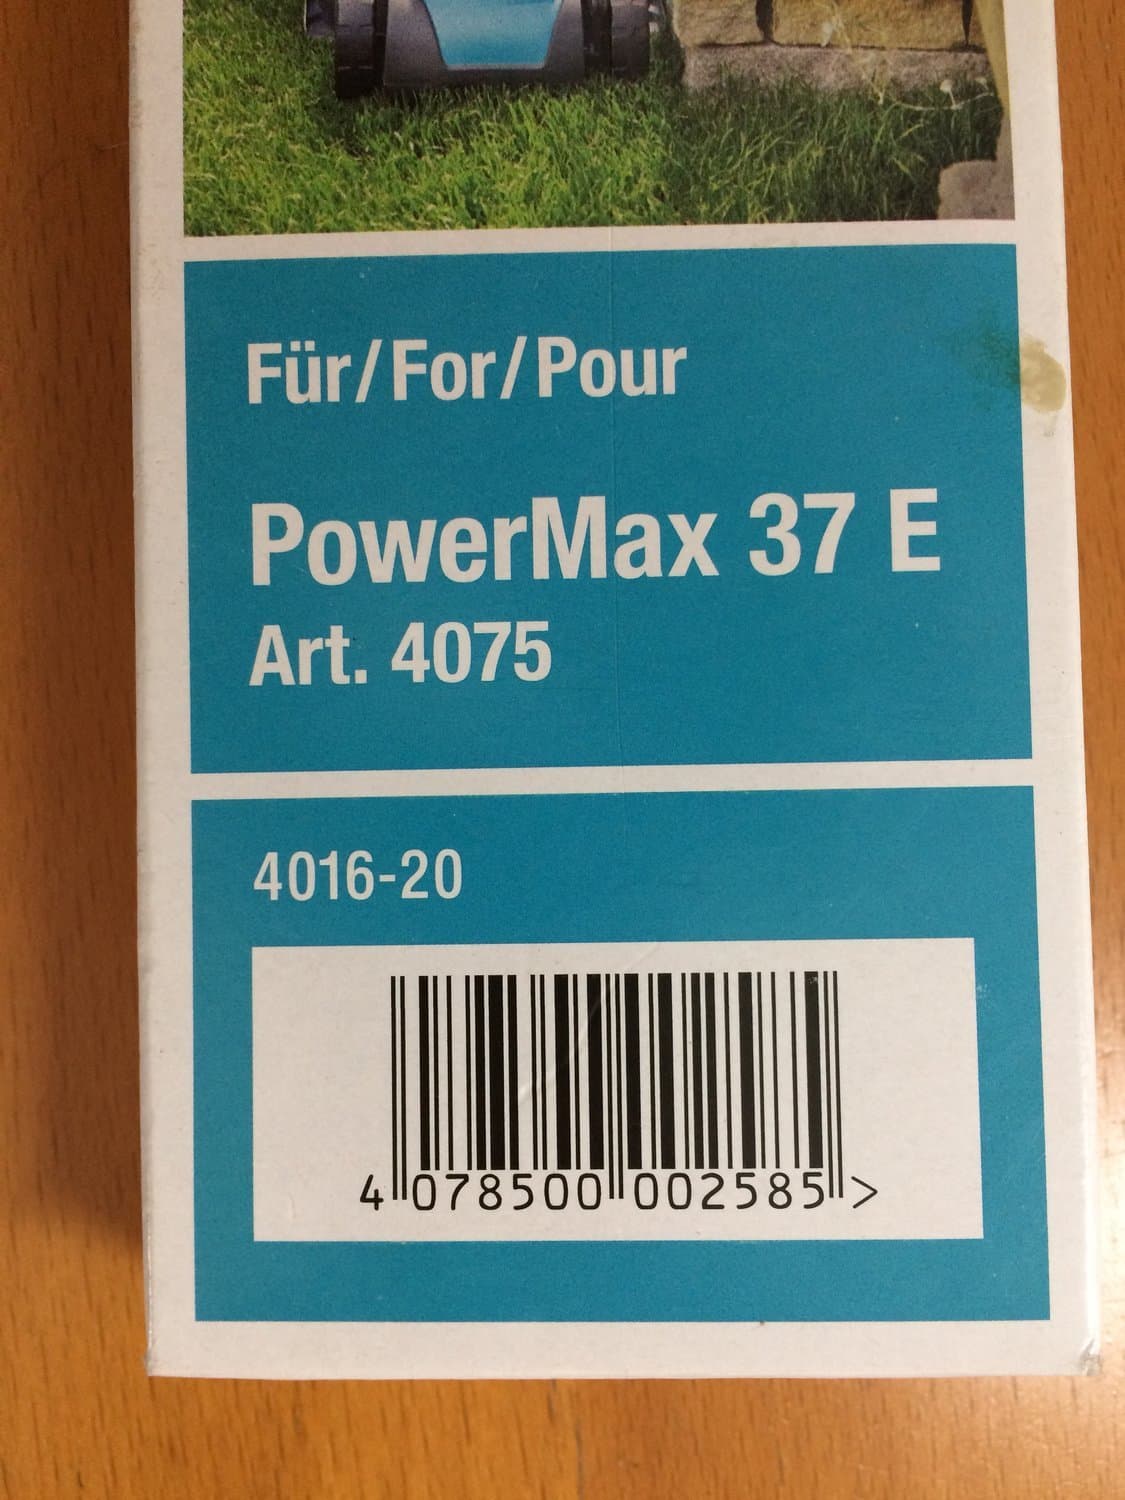 Für/For/Pour
PowerMax 37 E
Art. 4075
4016-20
4 078500 002585 >